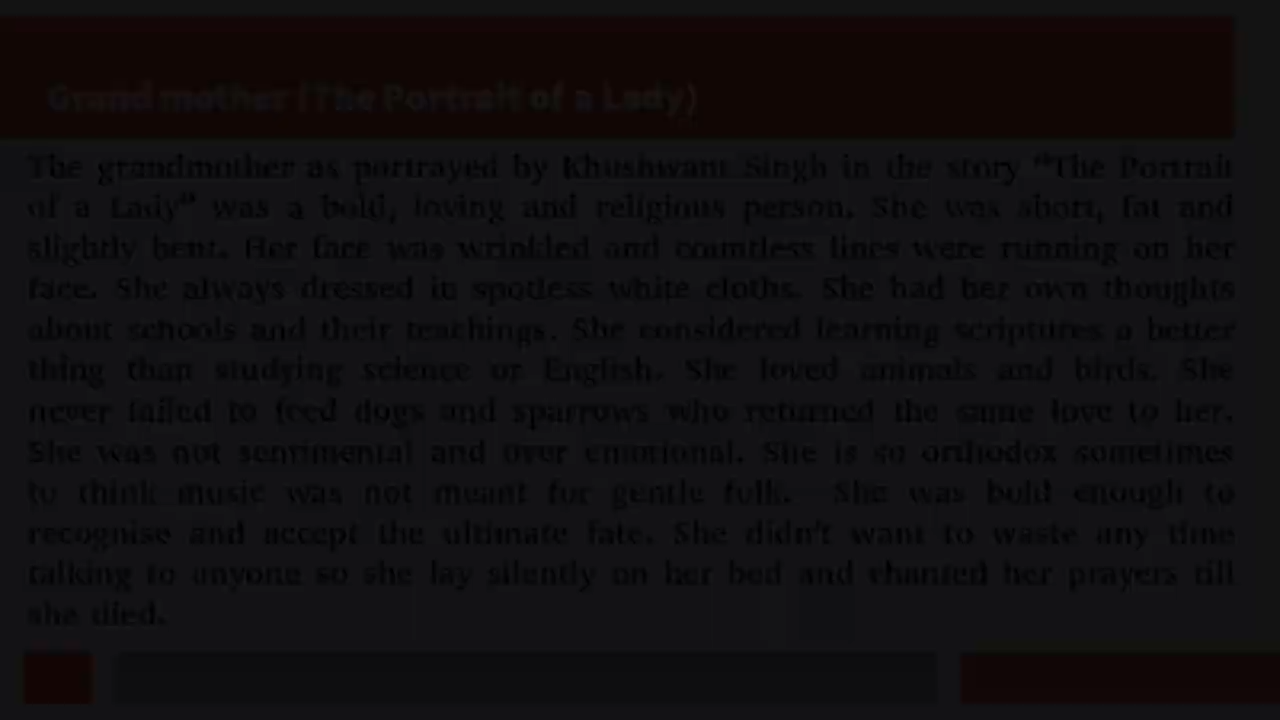 Grand mother (The Portrait of a Lady)
The grandmother as portrayed by Khushwant Singh in the story “The Portrait
of a Lady” was a bold, loving and religious person. She was short, fat and
slightly bent. Her face was wrinkled and countless lines were running on her
face. She always dressed in spotless white cloths. She had her own thoughts
about schools and their teachings. She considered learning scriptures a better
thing than studying science or English. She loved animals and birds. She
never failed to feed dogs and sparrows who returned the same love to her.
She was not sentimental and over emotional. She is so orthodox sometimes
to think music was not meant for gentle folk. She was bold enough to
recognise and accept the ultimate fate. She didn't want to waste any time
talking to anyone so she lay silently on her bed and chanted her prayers till
she died.